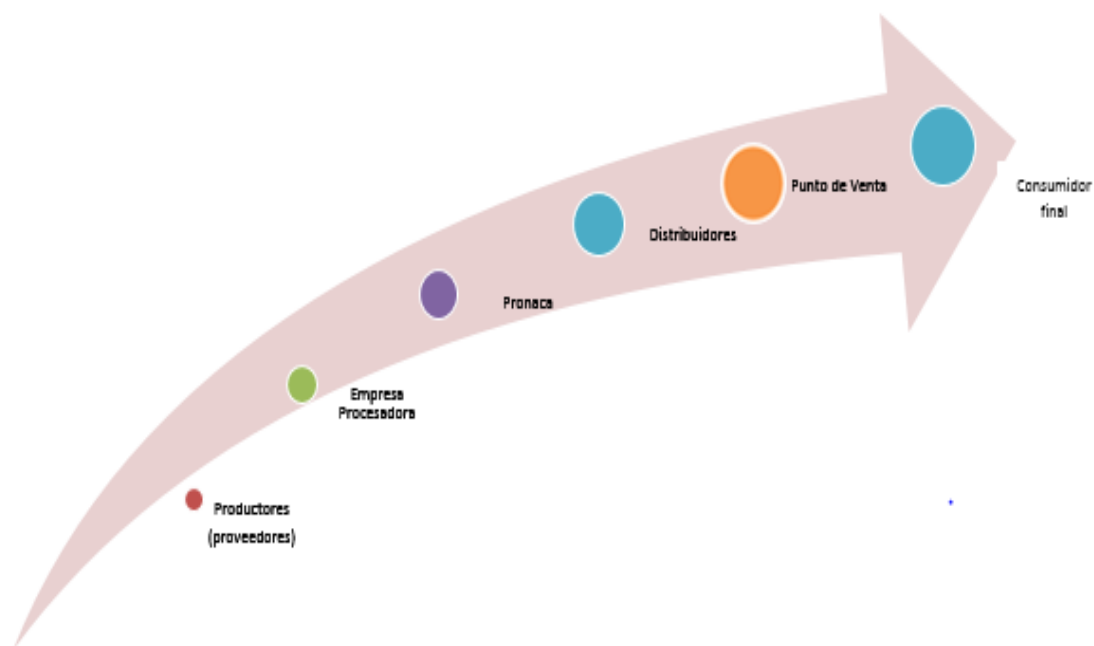 Productores
(proveedores)
Empresa
Procesadora
Pronaca
Distribuidores
Punto de Venta
Consumidor
final